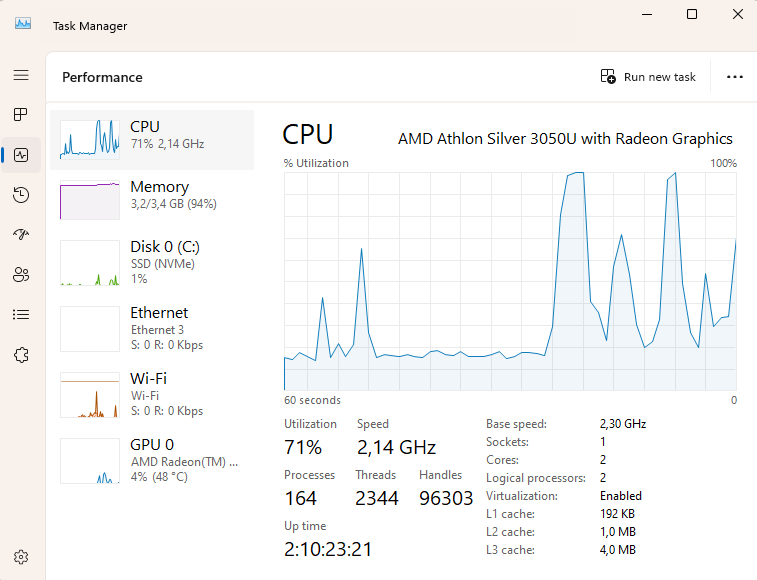 Task Manager
Performance
Run new task
CPU
71% 2,14 GHz
Memory
3,2/3,4 GB (94%)
Disk 0 (C:)
SSD (NVMe)
1%
Ethernet
Ethernet 3
S: 0 R: 0 Kbps
Wi-Fi
Wi-Fi
S: 0 R: 0 Kbps
GPU 0
AMD Radeon(TM) ...
4% (48 °C)
CPU AMD Athlon Silver 3050U with Radeon Graphics
% Utilization 100%
60 seconds 0
Utilization Speed
71% 2,14 GHz
Processes Threads Handles
164 2344 96303
Up time
2:10:23:21
Base speed: 2,30 GHz
Sockets: 1
Cores: 2
Logical processors: 2
Virtualization: Enabled
L1 cache: 192 KB
L2 cache: 1,0 MB
L3 cache: 4,0 MB